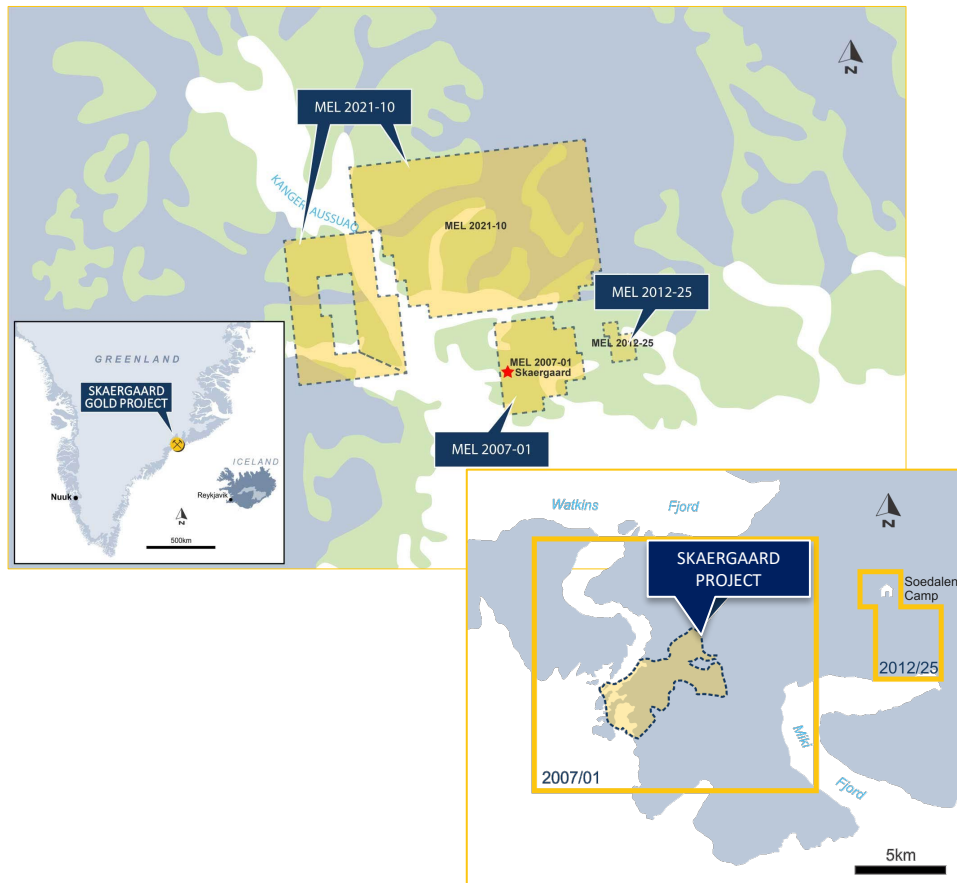 MEL 2021-10
N
KANGERLUSSUAQ
MEL 2021-10
MEL 2012-25
MEL 2012-25
MEL 2007-01
Skaergaard
MEL 2007-01
GREENLAND
SKAERGAARD
GOLD PROJECT
ICELAND
Reykjavik
Nuuk
N
500km
Watkins Fjord
N
SKAERGAARD
PROJECT
Soedalen
Camp
2012/25
Miki
Fjord
2007/01
5km